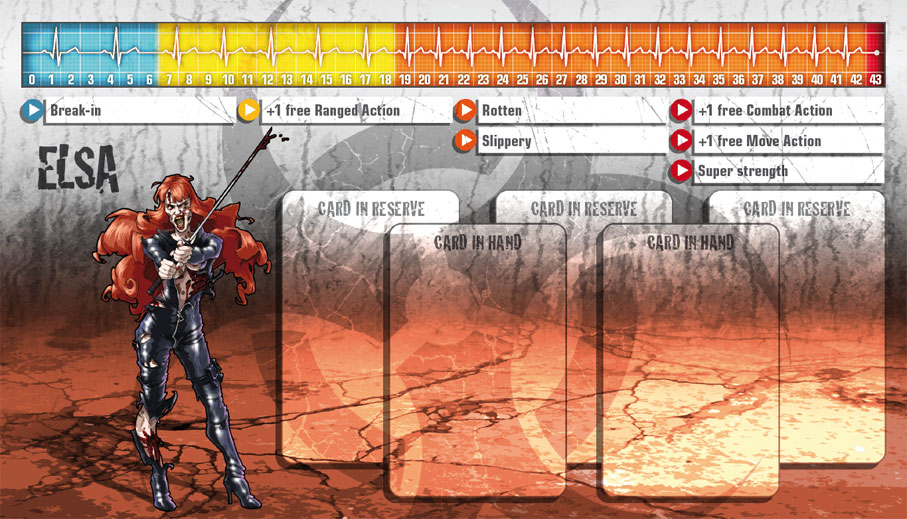 0 1 2 3 4 5 6 7 8 9 10 11 12 13 14 15 16 17 18 19 20 21 22 23 24 25 26 27 28 29 30 31 32 33 34 35 36 37 38 39 40 41 42 43
Break-in +1 free Ranged Action Rotten +1 free Combat Action
Slippery +1 free Move Action
Super strength
ELSA
CARD IN RESERVE CARD IN RESERVE CARD IN RESERVE
CARD IN HAND CARD IN HAND